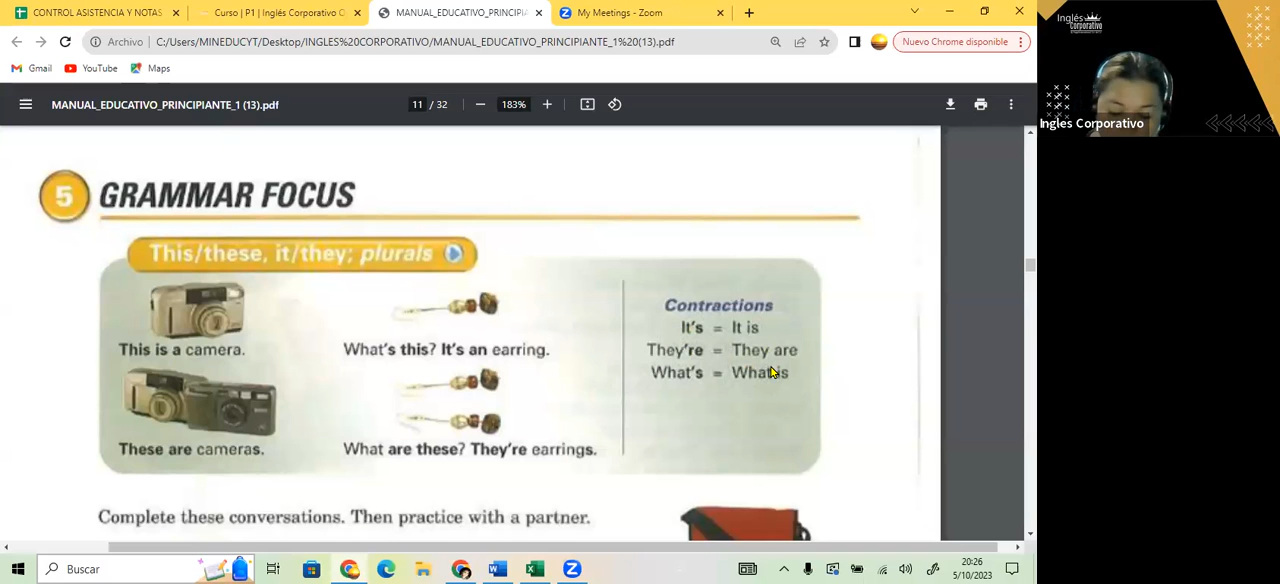 CONTROL ASISTENCIA Y NOTAS
Curso | P1 | Inglés Corporativo O
MANUAL_EDUCATIVO_PRINCIPIA
My Meetings - Zoom
Archivo
C:/Users/MINEDUCYT/Desktop/INGLES%20CORPORATIVO/MANUAL_EDUCATIVO_PRINCIPIANTE_1%20(13).pdf
Nuevo Chrome disponible
Gmail
YouTube
Maps
MANUAL_EDUCATIVO_PRINCIPIANTE_1 (13).pdf
11 / 32
183%
5 GRAMMAR FOCUS
This/these, it/they; plurals
This is a camera.
What's this? It's an earring.
These are cameras.
What are these? They're earrings.
Contractions
It's = It is
They're = They are
What's = What is
Complete these conversations. Then practice with a partner.
Inglés
Corporativo
Ingles Corporativo
Buscar
20:26
5/10/2023